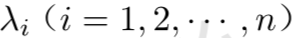 λ_i（i = 1, 2, ⋯, n）